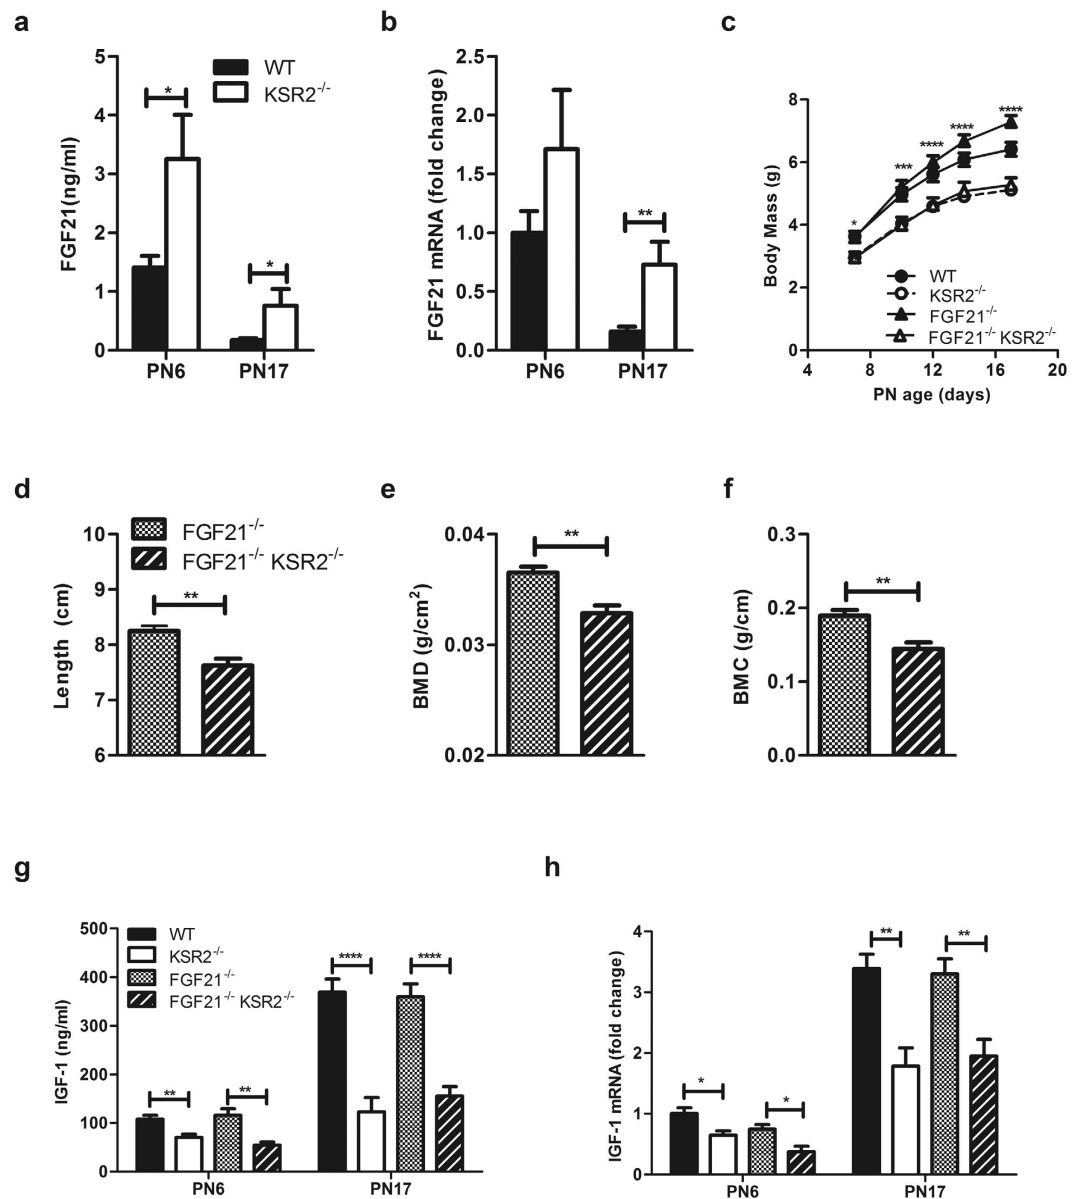 a
b
c
5
4
3
2
1
0
FGF21(ng/ml)
WT
KSR2-/-
*
*
PN6
PN17
2.5
2.0
1.5
1.0
0.5
0.0
FGF21 mRNA (fold change)
**
PN6
PN17
8
6
4
2
0
Body Mass (g)
*
***
****
****
****
WT
KSR2-/-
FGF21-/-
FGF21-/- KSR2-/-
4
8
12
16
20
PN age (days)
d
e
f
10
9
8
7
6
Length (cm)
FGF21-/-
FGF21-/- KSR2-/-
**
0.04
0.03
0.02
BMD (g/cm2)
**
0.3
0.2
0.1
0.0
BMC (g/cm)
**
g
h
500
400
300
200
100
0
IGF-1 (ng/ml)
WT
KSR2-/-
FGF21-/-
FGF21-/- KSR2-/-
**
**
****
****
PN6
PN17
4
3
2
1
0
IGF-1 mRNA (fold change)
*
*
**
**
PN6
PN17